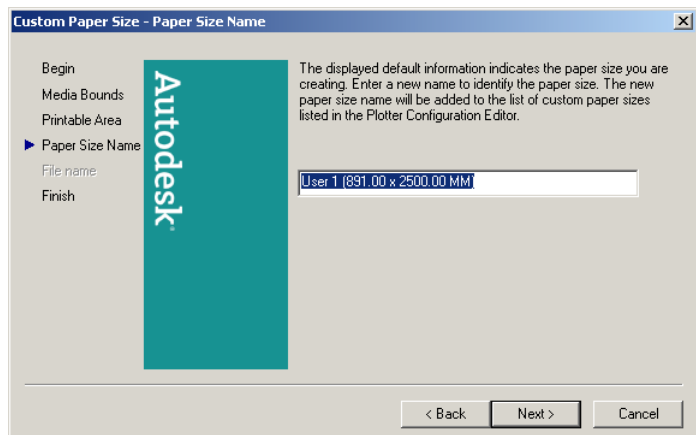 Custom Paper Size - Paper Size Name
Begin
Media Bounds
Printable Area
Paper Size Name
File name
Finish
Autodesk
The displayed default information indicates the paper size you are
creating. Enter a new name to identify the paper size. The new
paper size name will be added to the list of custom paper sizes
listed in the Plotter Configuration Editor.
User 1 (891.00 x 2500.00 MM)
< Back
Next >
Cancel